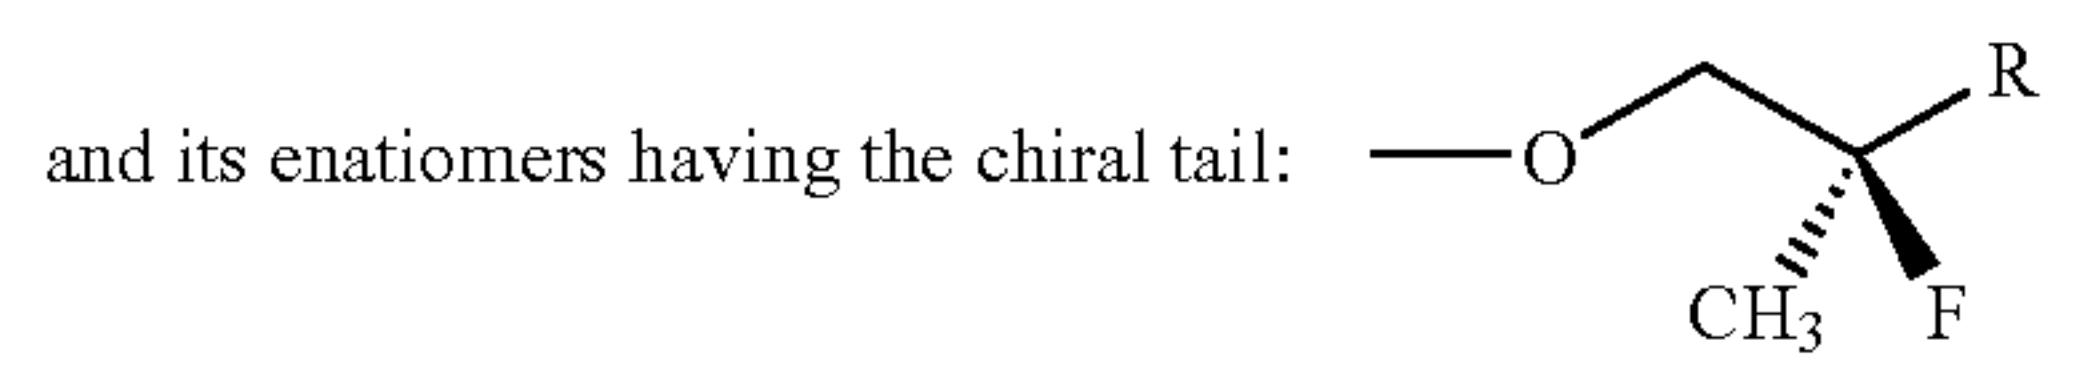 and its enatiomers having the chiral tail:
O
R
CH3
F